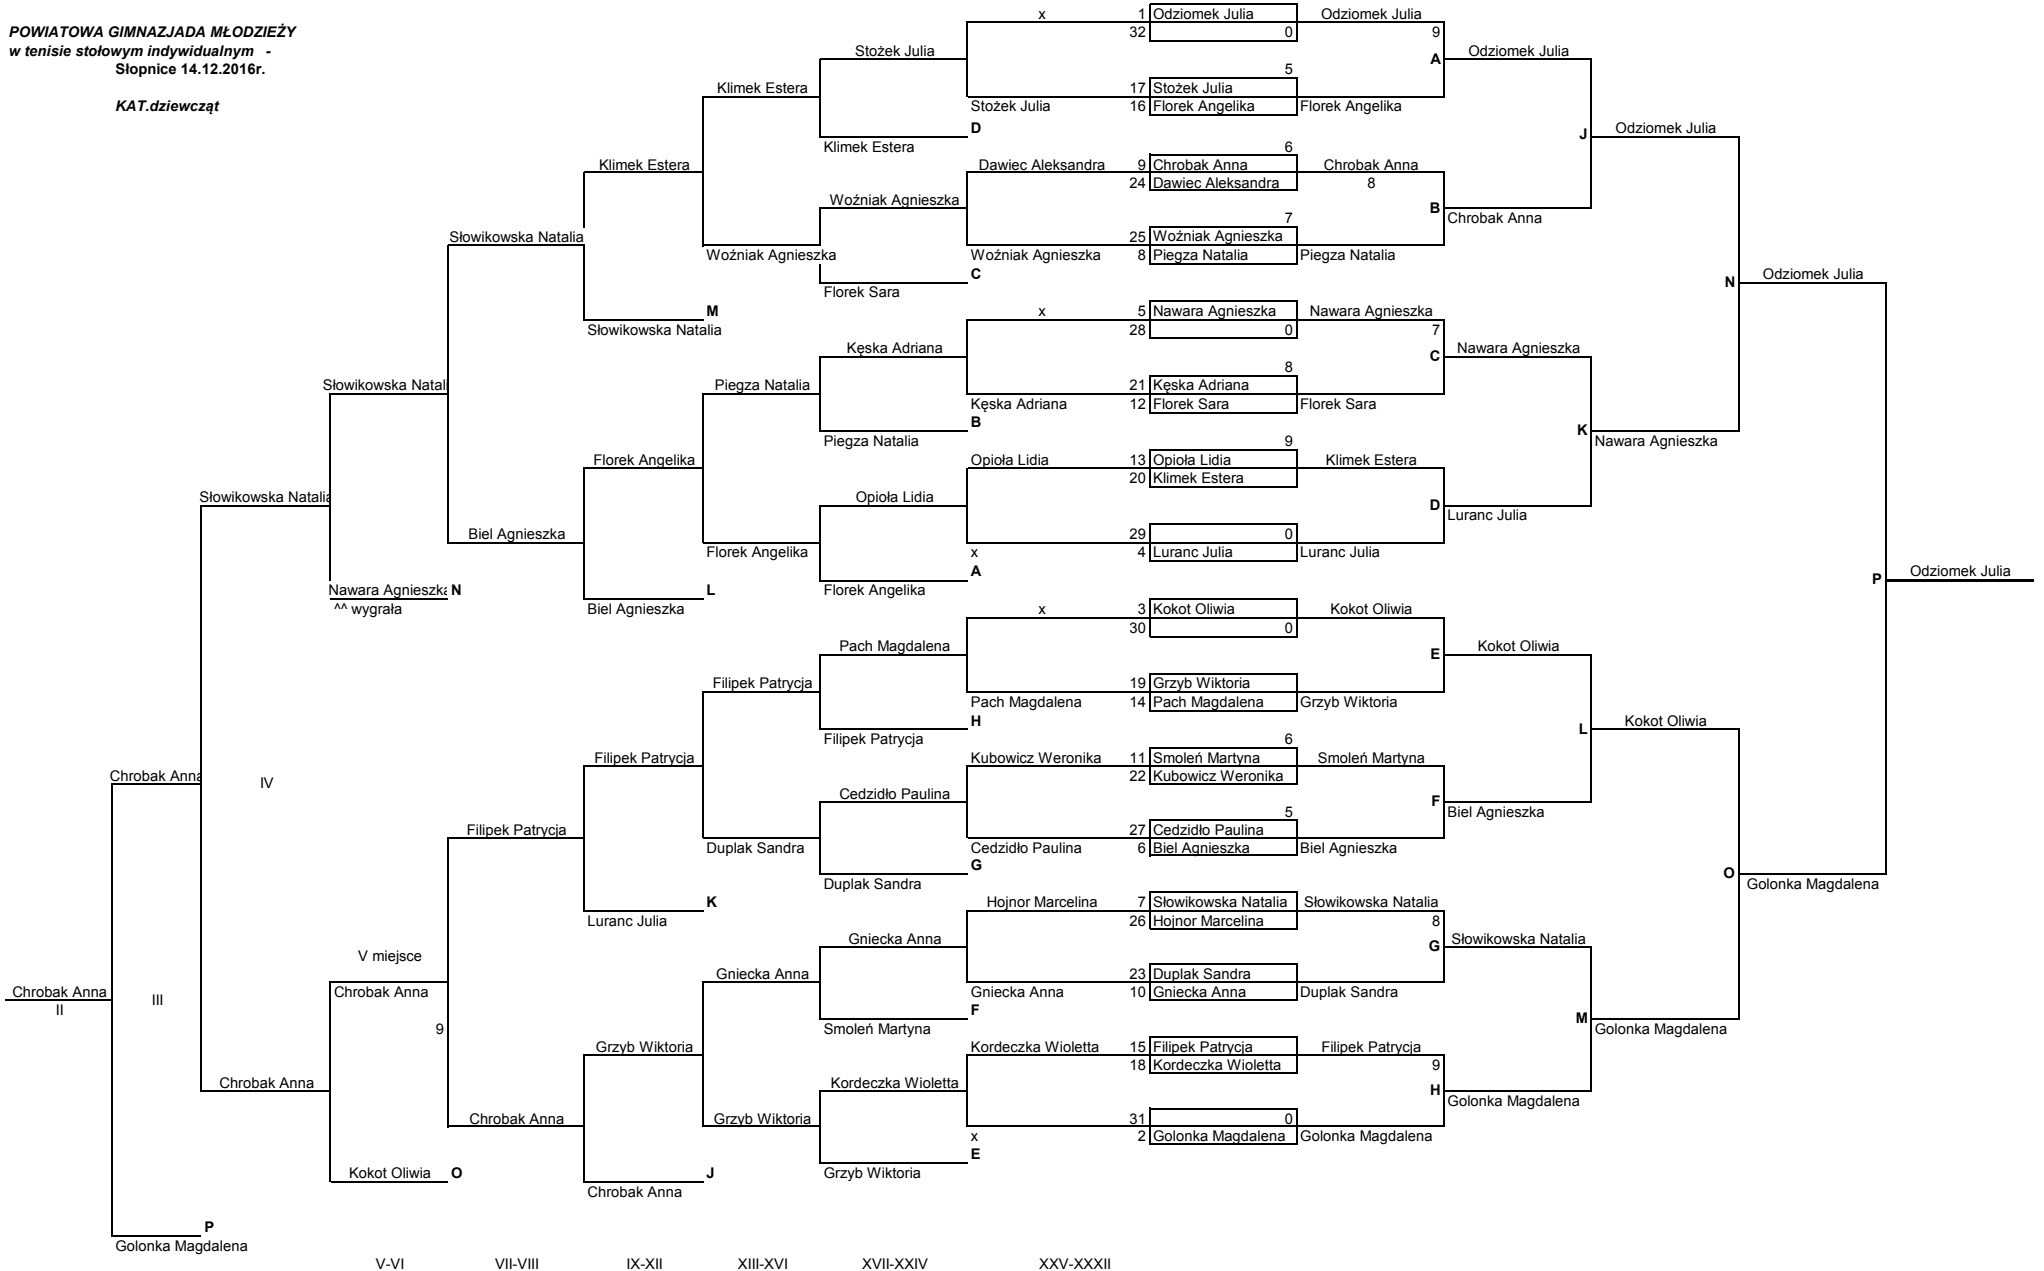 POWIATOWA GIMNAZJADA MŁODZIEŻY
w tenisie stołowym indywidualnym -
Słopnice 14.12.2016r.
KAT.dziewcząt
x 1 Odziomek Julia Odziomek Julia
32 0 9
Stożek Julia Odziomek Julia
A
5
Klimek Estera 17 Stożek Julia
Stożek Julia 16 Florek Angelika Florek Angelika
D J Odziomek Julia
Klimek Estera 6
Klimek Estera Dawiec Aleksandra 9 Chrobak Anna Chrobak Anna
24 Dawiec Aleksandra 8
Woźniak Agnieszka B
7 Chrobak Anna
Słowikowska Natalia 25 Woźniak Agnieszka
Woźniak Agnieszka Woźniak Agnieszka 8 Piegza Natalia Piegza Natalia
C N Odziomek Julia
Florek Sara
M x 5 Nawara Agnieszka Nawara Agnieszka
Słowikowska Natalia 28 0 7
Kęska Adriana C Nawara Agnieszka
8
Słowikowska Natali Piegza Natalia 21 Kęska Adriana
Kęska Adriana 12 Florek Sara Florek Sara
B K
Piegza Natalia 9 Nawara Agnieszka
Florek Angelika Opioła Lidia 13 Opioła Lidia Klimek Estera
20 Klimek Estera
Słowikowska Natalia Opioła Lidia D
Luranc Julia
Biel Agnieszka 29 0
Florek Angelika x 4 Luranc Julia Luranc Julia
A P Odziomek Julia
Nawara Agnieszka N L Florek Angelika
^^ wygrała Biel Agnieszka x 3 Kokot Oliwia Kokot Oliwia
30 0
Pach Magdalena E Kokot Oliwia
Filipek Patrycja 19 Grzyb Wiktoria
Pach Magdalena 14 Pach Magdalena Grzyb Wiktoria
H L Kokot Oliwia
Filipek Patrycja 6
Filipek Patrycja Kubowicz Weronika 11 Smoleń Martyna Smoleń Martyna
Chrobak Anna IV 22 Kubowicz Weronika
Cedzidło Paulina F
5 Biel Agnieszka
Filipek Patrycja 27 Cedzidło Paulina
Duplak Sandra Cedzidło Paulina 6 Biel Agnieszka Biel Agnieszka
G O
Duplak Sandra Golonka Magdalena
K Hojnor Marcelina 7 Słowikowska Natalia Słowikowska Natalia
Luranc Julia 26 Hojnor Marcelina 8
Gniecka Anna G Słowikowska Natalia
V miejsce
Gniecka Anna 23 Duplak Sandra
Chrobak Anna III Chrobak Anna Gniecka Anna 10 Gniecka Anna Duplak Sandra
II F M
9 Smoleń Martyna Golonka Magdalena
Grzyb Wiktoria Kordeczka Wioletta 15 Filipek Patrycja Filipek Patrycja
18 Kordeczka Wioletta 9
Chrobak Anna Kordeczka Wioletta H
Golonka Magdalena
Chrobak Anna Grzyb Wiktoria 31 0
x 2 Golonka Magdalena Golonka Magdalena
E
Kokot Oliwia O J Grzyb Wiktoria
Chrobak Anna
P
Golonka Magdalena
V-VI VII-VIII IX-XII XIII-XVI XVII-XXIV XXV-XXXII